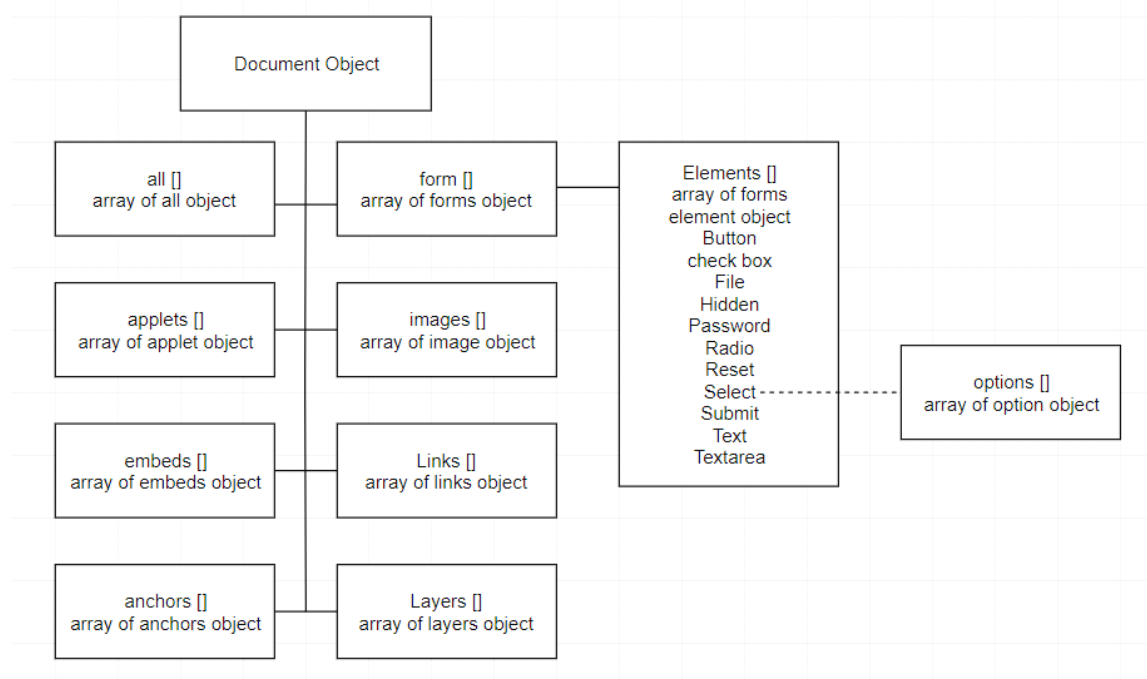 Document Object
all []
array of all object
form []
array of forms object
Elements []
array of forms
element object
Button
check box
File
Hidden
Password
Radio
Reset
Select
Submit
Text
Textarea
applets []
array of applet object
images []
array of image object
options []
array of option object
embeds []
array of embeds object
Links []
array of links object
anchors []
array of anchors object
Layers []
array of layers object